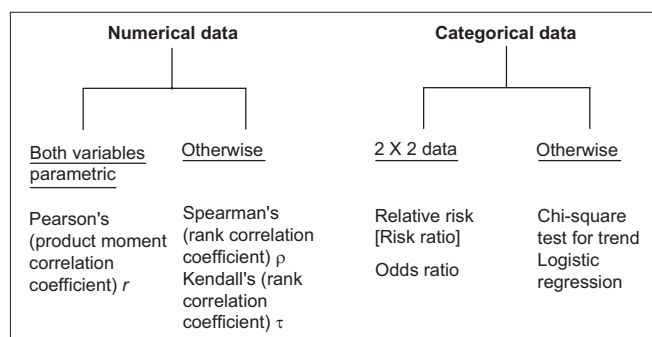 Numerical data
Categorical data
Both variables
parametric
Otherwise
2 X 2 data
Otherwise
Pearson's
(product moment
correlation
coefficient) r
Spearman's
(rank correlation
coefficient) ρ
Kendall's (rank
correlation
coefficient) τ
Relative risk
[Risk ratio]
Odds ratio
Chi-square
test for trend
Logistic
regression